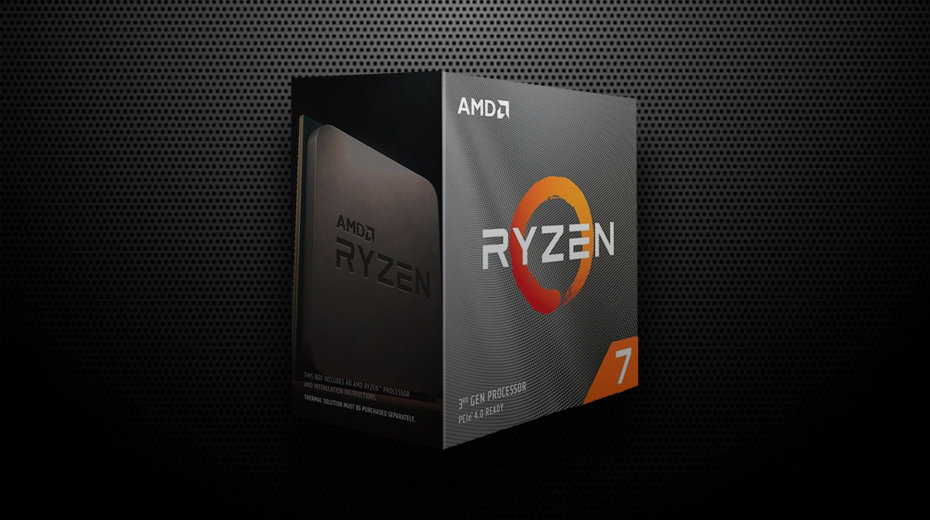 AMD
RYZEN
THIS BOX INCLUDES AN AMD RYZEN™ PROCESSOR
AND INSTALLATION INSTRUCTIONS
THERMAL SOLUTION MUST BE PURCHASED SEPARATELY.
AMD
RYZEN
7
3RD GEN PROCESSOR
PCIe 4.0 READY